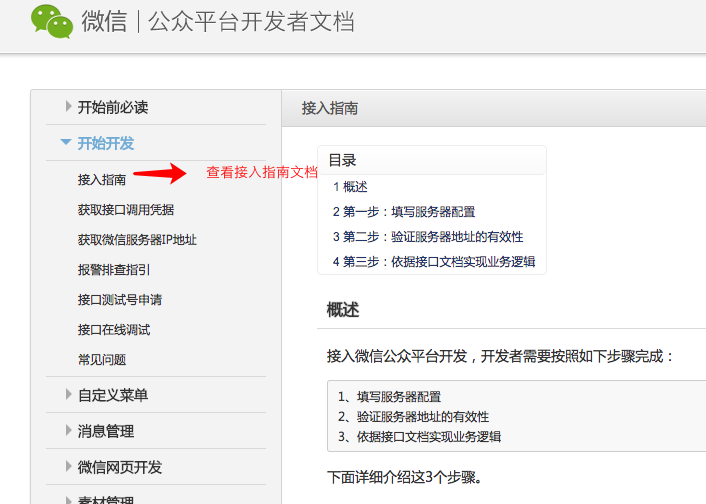 微信 | 公众平台开发者文档
开始前必读
开始开发
接入指南
查看接入指南文档
获取接口调用凭据
获取微信服务器IP地址
报警排查指引
接口测试号申请
接口在线调试
常见问题
自定义菜单
消息管理
微信网页开发
素材管理
接入指南
目录
1 概述
2 第一步：填写服务器配置
3 第二步：验证服务器地址的有效性
4 第三步：依据接口文档实现业务逻辑
概述
接入微信公众平台开发，开发者需要按照如下步骤完成：
1、填写服务器配置
2、验证服务器地址的有效性
3、依据接口文档实现业务逻辑
下面详细介绍这3个步骤。